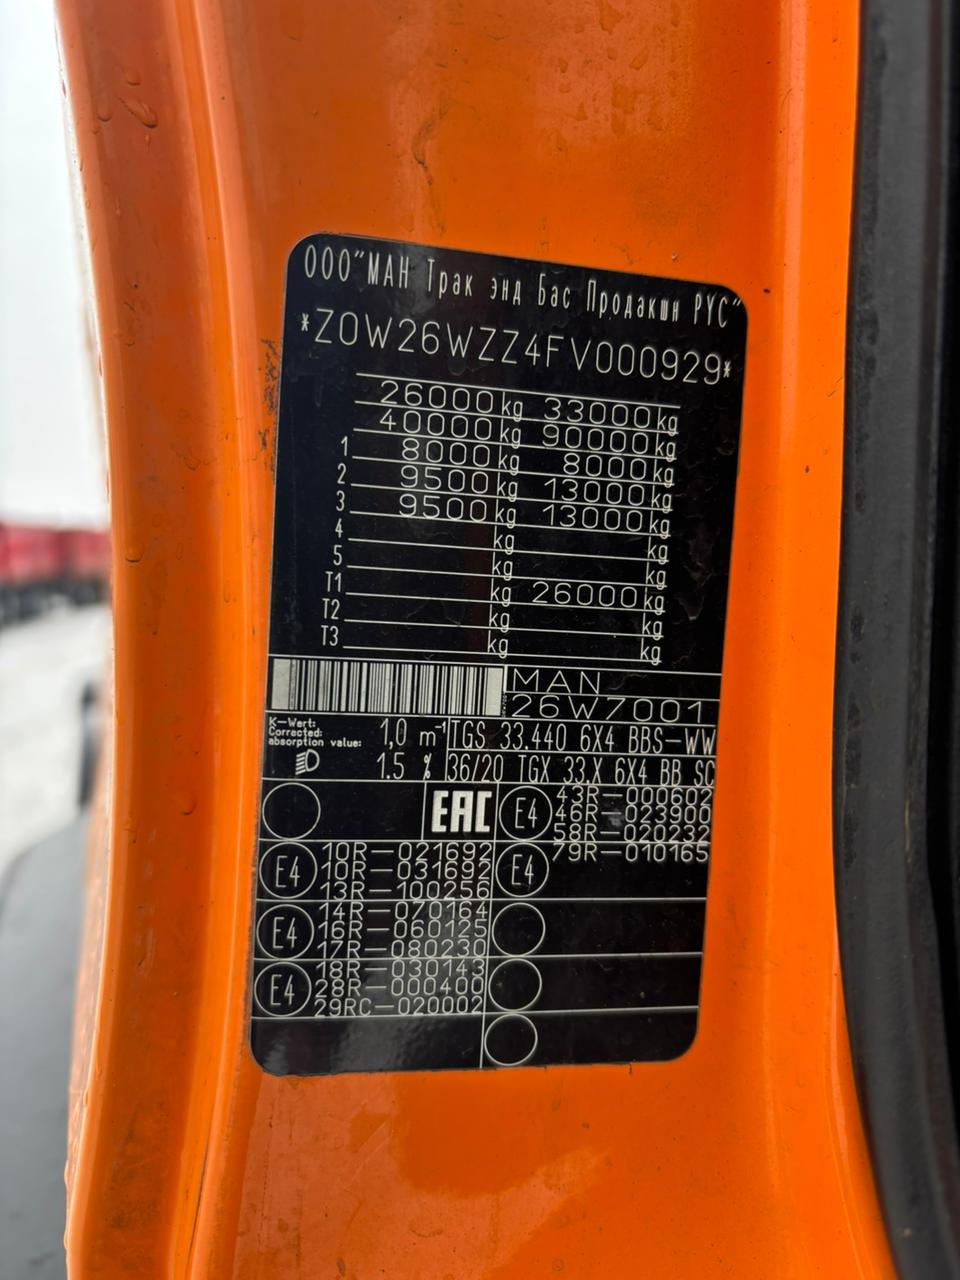 ООО"МАН Трак энд Бас Продакшн РУС"
*Z0W26WZZ4FV000929*
26000kg 33000kg
40000kg 90000kg
1 8000kg 8000kg
2 9500kg 13000kg
3 9500kg 13000kg
4 kg kg
5 kg kg
T1 kg 26000kg
T2 kg kg
T3 kg kg
MAN
26W7001
K-Wert:
Corrected:
absorption value:
1,0 m-1
TGS 33.440 6X4 BBS-WW
1.5 %
36/20 TGX 33.X 6X4 BB SC
EAC
E4
43R-000602
46R-023900
58R-020232
E4
10R-021692
10R-031692
13R-100256
E4
79R-010165
E4
14R-070164
16R-060125
17R-080230
E4
18R-030143
28R-000400
29RC-020002